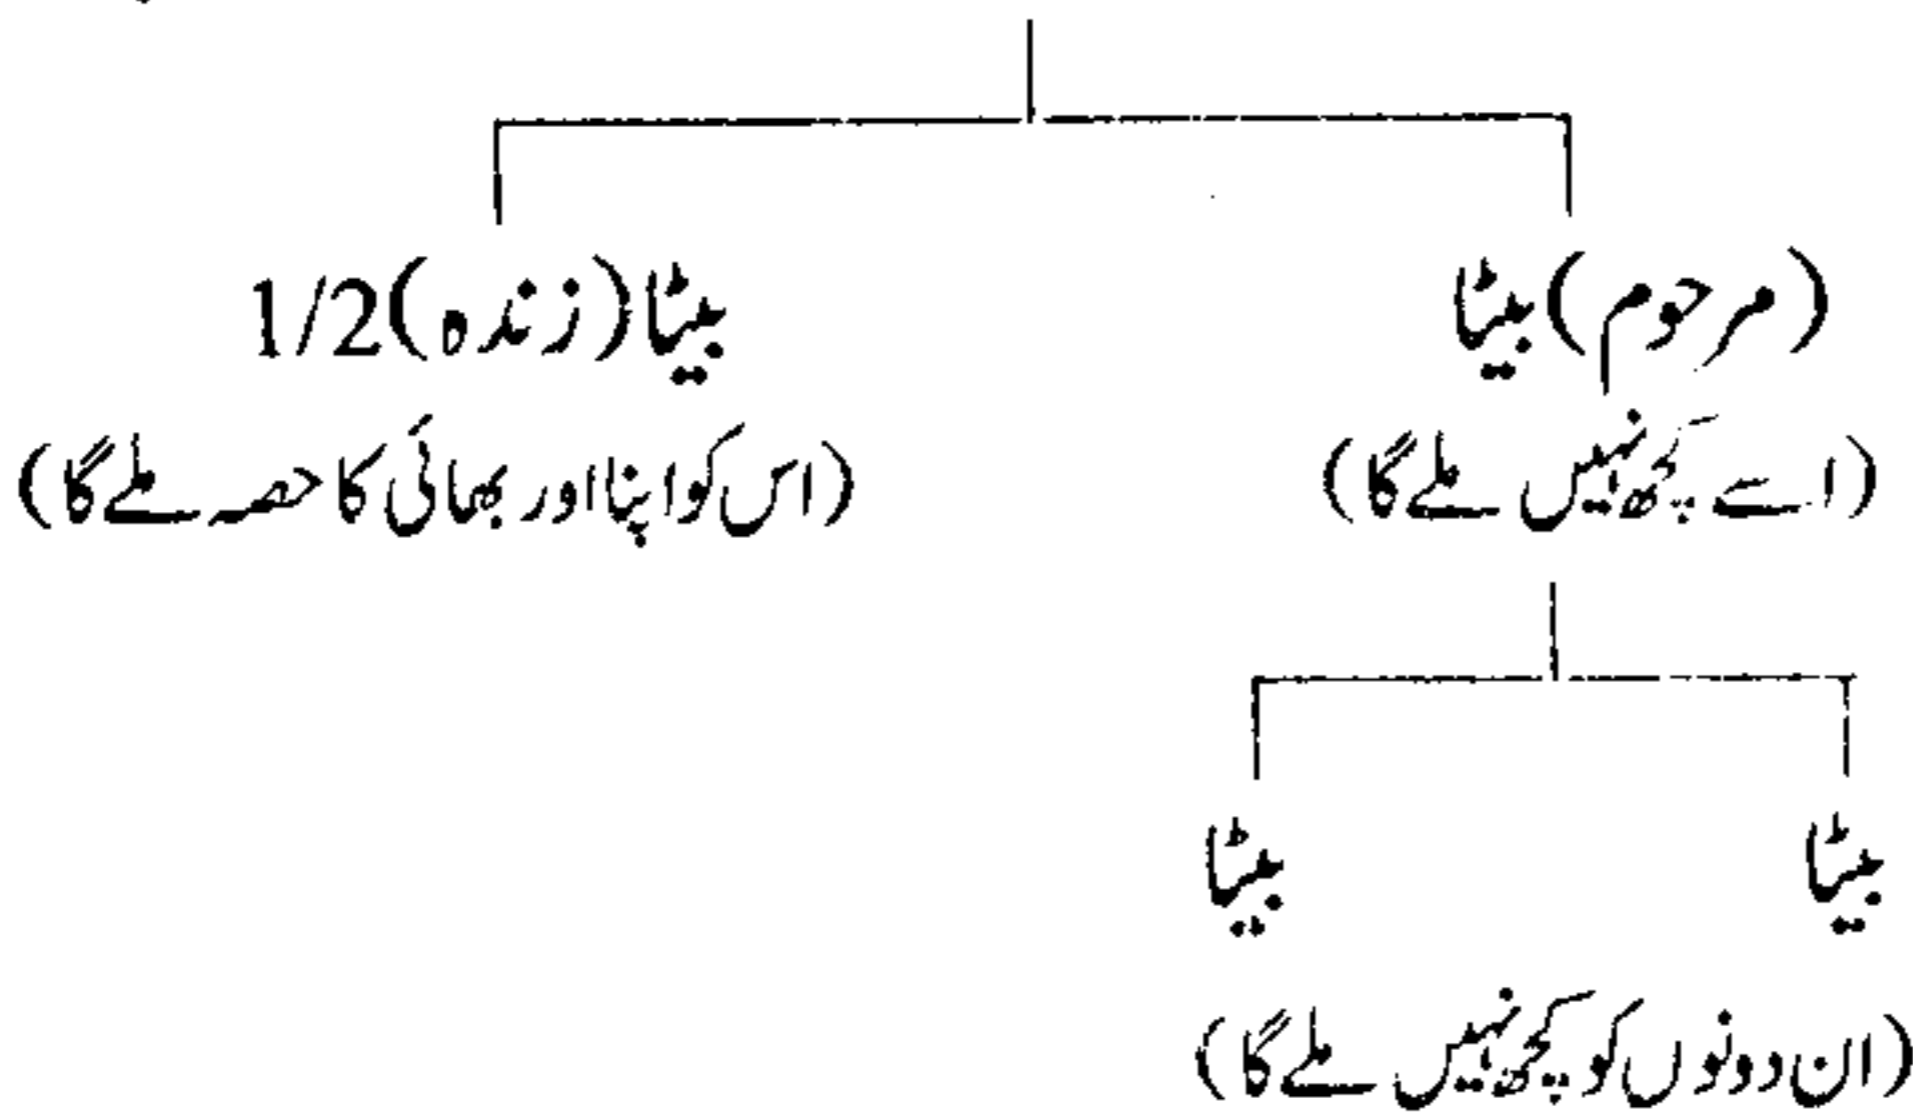 (مرحوم) بیٹا
بیٹا (زندہ) 1/2
(اسے کچھ نہیں ملے گا)
(اس کو اپنا اور بھائی کا حصہ ملے گا)
بیٹا
بیٹا
(ان دونوں کو کچھ نہیں ملے گا)